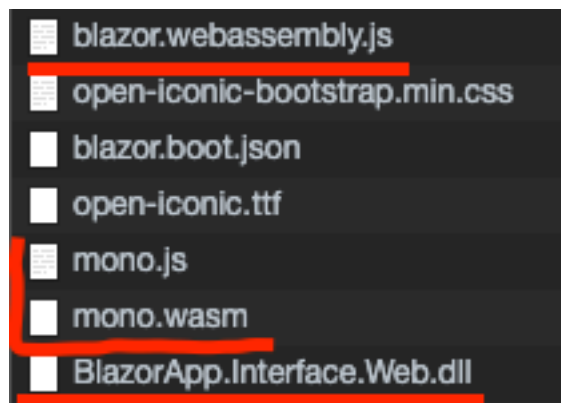 blazor.webassembly.js
open-iconic-bootstrap.min.css
blazor.boot.json
open-iconic.ttf
mono.js
mono.wasm
BlazorApp.Interface.Web.dll